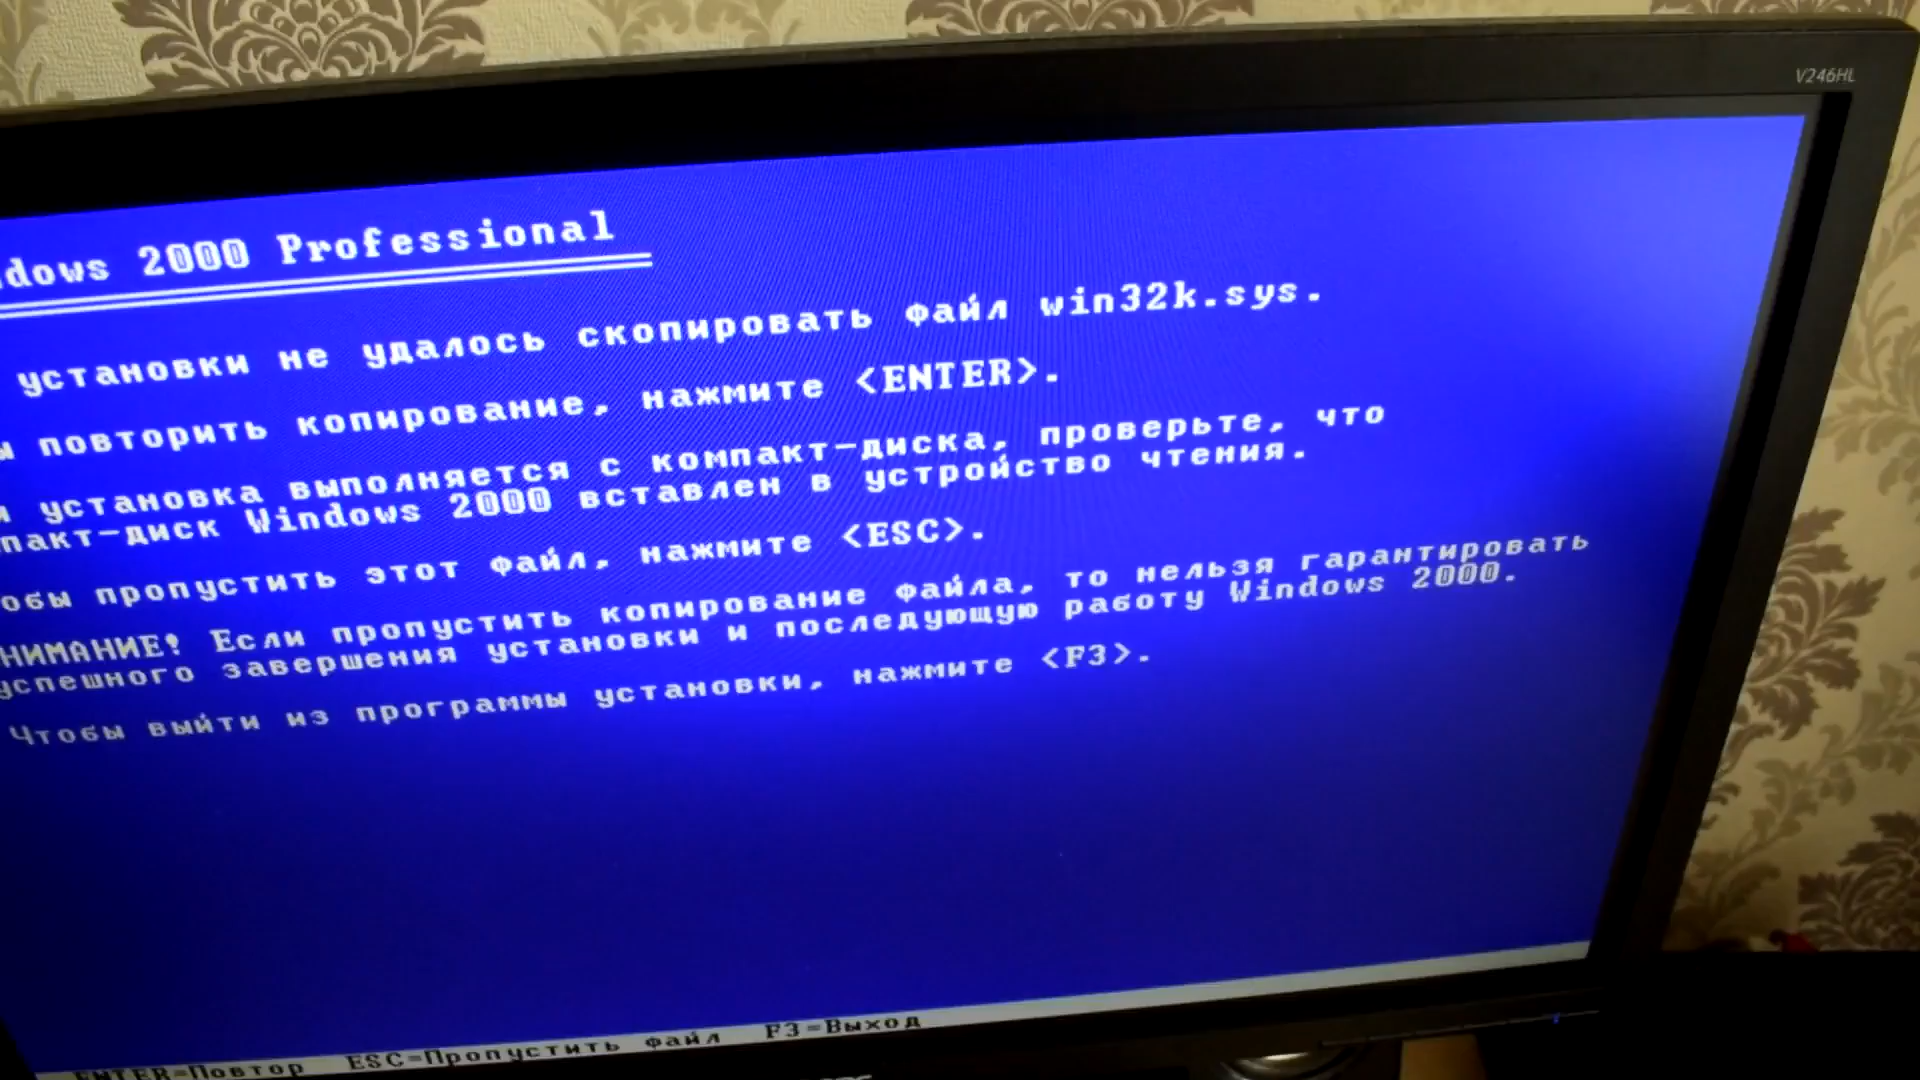 V246HL
2000 Professional
установки не удалось скопировать файл win32k.sys.
повторить копирование, нажмите <ENTER>.
установка выполняется с компакт-диска, проверьте, что
пакт-диск Windows 2000 вставлен в устройство чтения.
обы пропустить этот файл, нажмите <ESC>.
НИМАНИЕ! Если пропустить копирование файла, то нельзя гарантировать
успешного завершения установки и последующую работу Windows 2000.
Чтобы выйти из программы установки, нажмите <F3>.
ENTER=Повтор ESC=Пропустить файл F3=Выход